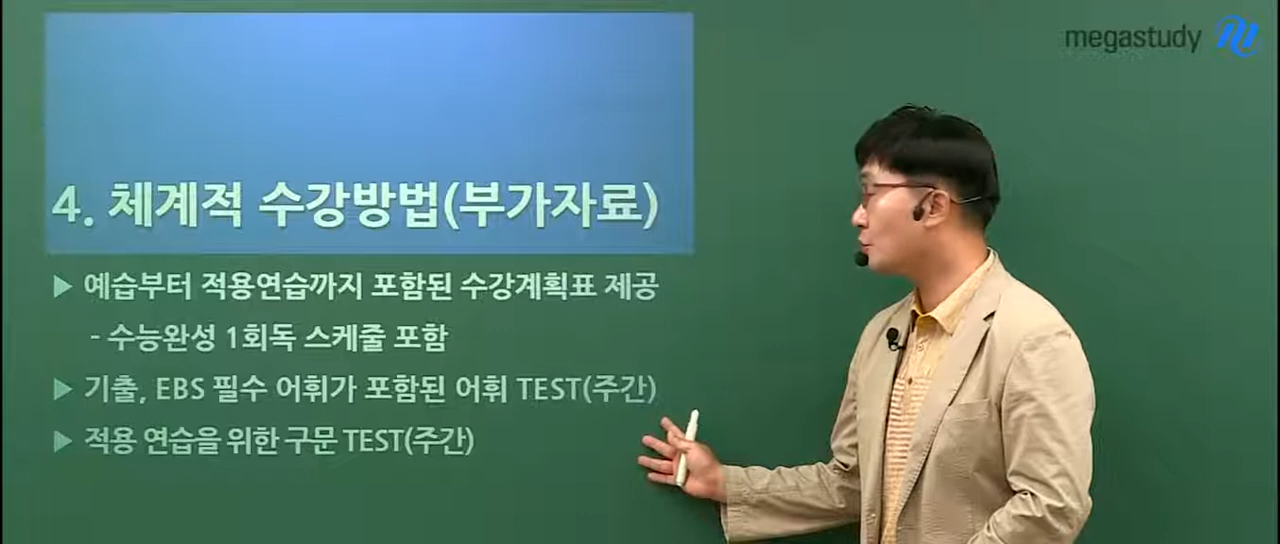 megastudy
4. 체계적 수강방법(부가자료)
▶ 예습부터 적용연습까지 포함된 수강계획표 제공
- 수능완성 1회독 스케줄 포함
▶ 기출, EBS 필수 어휘가 포함된 어휘 TEST(주간)
▶ 적용 연습을 위한 구문 TEST(주간)